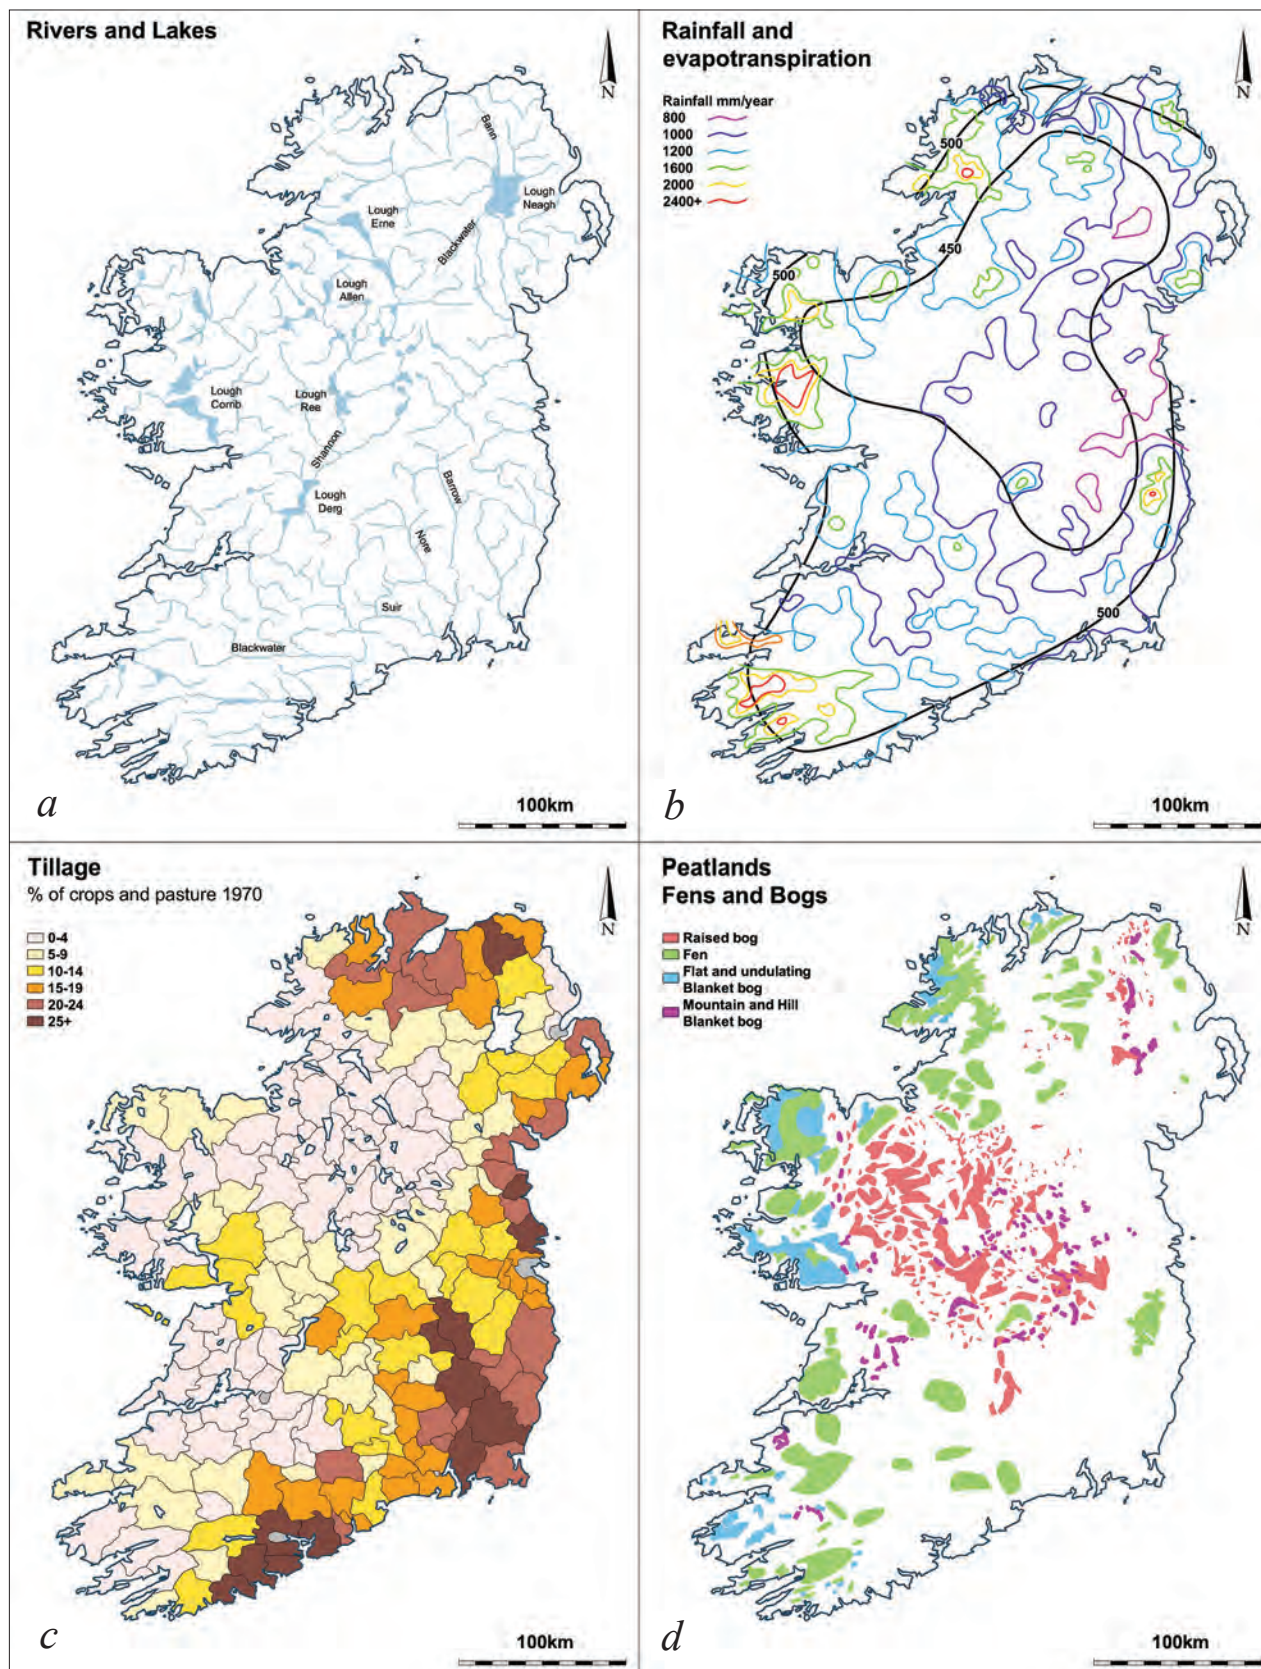 Rivers and Lakes
N
Bann
Lough
Neagh
Lough
Erne
Blackwater
Lough
Allen
Lough
Corrib
Lough
Ree
Shannon
Lough
Derg
Barrow
Nore
Suir
Blackwater
a
100km
Rainfall and
evapotranspiration
N
Rainfall mm/year
800
1000
1200
1600
2000
2400+
500
450
500
500
b
100km
Tillage
% of crops and pasture 1970
N
0-4
5-9
10-14
15-19
20-24
25+
c
100km
Peatlands
Fens and Bogs
N
Raised bog
Fen
Flat and undulating
Blanket bog
Mountain and Hill
Blanket bog
d
100km